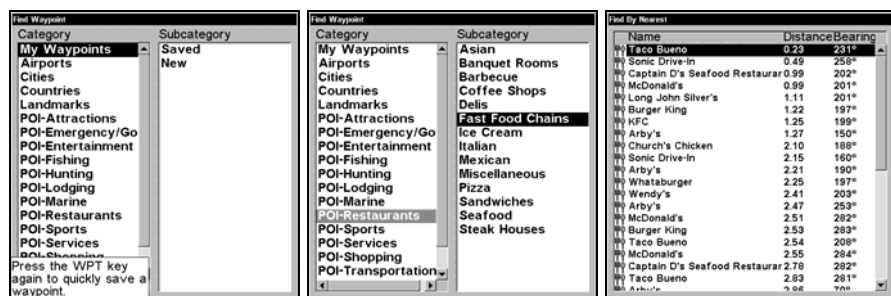 Find Waypoint
Category Subcategory
My Waypoints
Airports
Cities
Countries
Landmarks
POI-Attractions
POI-Emergency/Go
POI-Entertainment
POI-Fishing
POI-Hunting
POI-Lodging
POI-Marine
POI-Restaurants
POI-Sports
POI-Services
POI-Shopping
Saved
New
Press the WPT key
again to quickly save a
waypoint.
Find Waypoint
Category Subcategory
My Waypoints
Airports
Cities
Countries
Landmarks
POI-Attractions
POI-Emergency/Go
POI-Entertainment
POI-Fishing
POI-Hunting
POI-Lodging
POI-Marine
POI-Restaurants
POI-Sports
POI-Services
POI-Shopping
POI-Transportation
Asian
Banquet Rooms
Barbecue
Coffee Shops
Delis
Fast Food Chains
Ice Cream
Italian
Mexican
Miscellaneous
Pizza
Sandwiches
Seafood
Steak Houses
Find By Nearest
Name Distance Bearing
Taco Bueno 0.23 231°
Sonic Drive-In 0.49 258°
Captain D's Seafood Restaurar 0.99 202°
McDonald's 0.99 201°
Long John Silver's 1.11 201°
Burger King 1.22 197°
KFC 1.25 199°
Arby's 1.27 150°
Church's Chicken 2.10 188°
Sonic Drive-In 2.15 160°
Arby's 2.21 190°
Whataburger 2.25 197°
Wendy's 2.41 203°
Arby's 2.47 253°
McDonald's 2.51 282°
Burger King 2.53 283°
Taco Bueno 2.54 208°
McDonald's 2.55 284°
Captain D's Seafood Restaurar 2.78 282°
Taco Bueno 2.83 281°
Arby's 2.86 70°